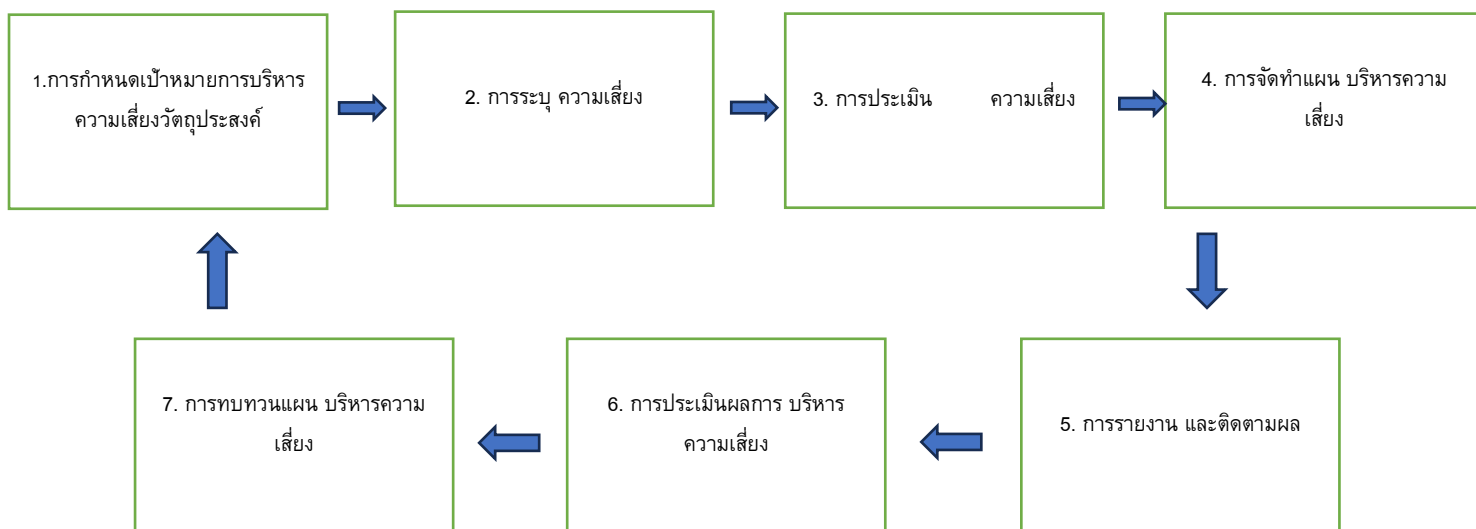 1.การกำหนดเป้าหมายการบริหาร
ความเสี่ยงวัตถุประสงค์
2. การระบุ ความเสี่ยง
3. การประเมิน ความเสี่ยง
4. การจัดทำแผน บริหารความ
เสี่ยง
5. การรายงาน และติดตามผล
6. การประเมินผลการ บริหาร
ความเสี่ยง
7. การทบทวนแผน บริหารความ
เสี่ยง